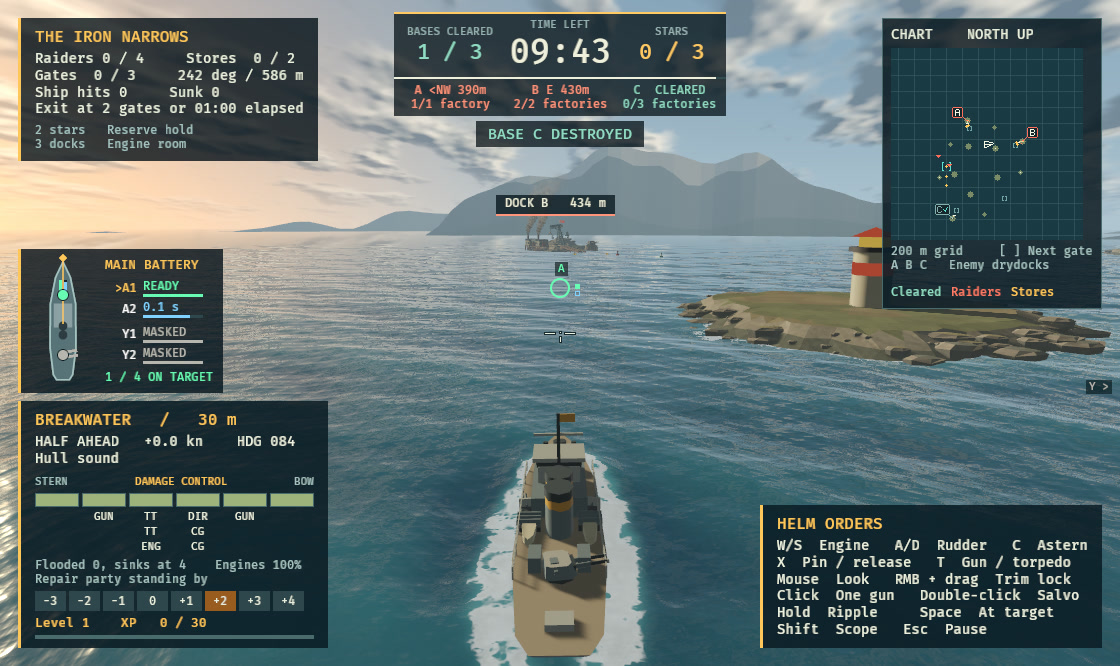 THE IRON NARROWS
Raiders 0 / 4 Stores 0 / 2
Gates 0 / 3 242 deg / 586 m
Ship hits 0 Sunk 0
Exit at 2 gates or 01:00 elapsed
2 stars Reserve hold
3 docks Engine room
BASES CLEARED TIME LEFT STARS
1 / 3 09:43 0 / 3
A <NW 390m B E 430m C CLEARED
1/1 factory 2/2 factories 0/3 factories
BASE C DESTROYED
CHART NORTH UP
A
B
C✓
200 m grid [ ] Next gate
A B C Enemy drydocks
Cleared Raiders Stores
DOCK B 434 m
A
MAIN BATTERY
>A1 READY
A2 0.1 s
Y1 MASKED
Y2 MASKED
1 / 4 ON TARGET
Y >
BREAKWATER / 30 m
HALF AHEAD +0.0 kn HDG 084
Hull sound
STERN DAMAGE CONTROL BOW
GUN TT DIR GUN
TT CG
ENG CG
Flooded 0, sinks at 4 Engines 100%
Repair party standing by
-3 -2 -1 0 +1 +2 +3 +4
Level 1 XP 0 / 30
HELM ORDERS
W/S Engine A/D Rudder C Astern
X Pin / release T Gun / torpedo
Mouse Look RMB + drag Trim lock
Click One gun Double-click Salvo
Hold Ripple Space At target
Shift Scope Esc Pause